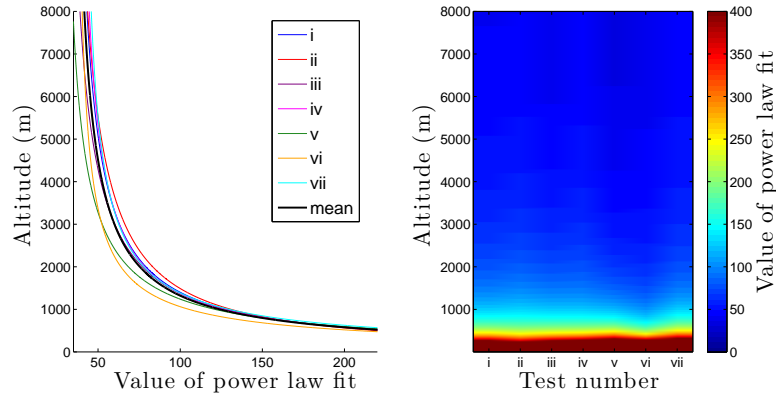 8000
7000
6000
5000
4000
3000
2000
1000
0
Altitude (m)
50 100 150 200
Value of power law fit
i
ii
iii
iv
v
vi
vii
mean
8000
7000
6000
5000
4000
3000
2000
1000
0
Altitude (m)
i ii iii iv v vi vii
Test number
400
350
300
250
200
150
100
50
0
Value of power law fit